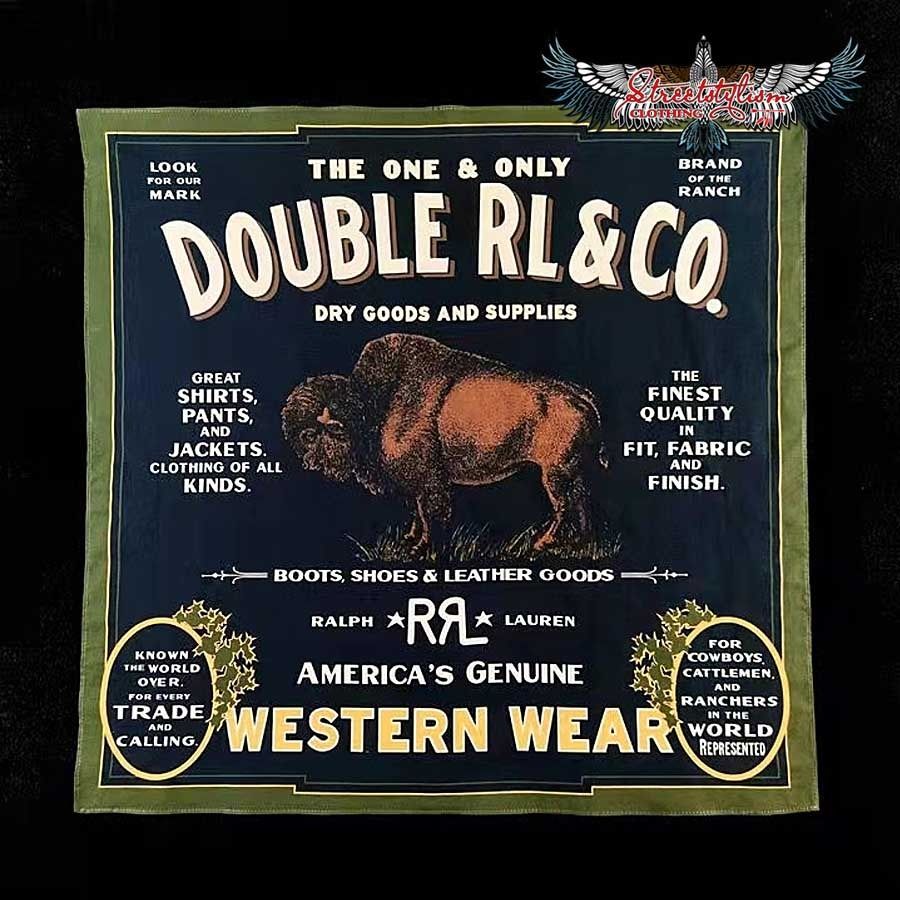 Streetstylism
CLOTHING
LOOK
FOR OUR
MARK
THE ONE & ONLY
BRAND
OF THE
RANCH
DOUBLE RL & CO.
DRY GOODS AND SUPPLIES
GREAT
SHIRTS,
PANTS,
AND
JACKETS.
CLOTHING OF ALL
KINDS.
THE
FINEST
QUALITY
IN
FIT, FABRIC
AND
FINISH.
BOOTS, SHOES & LEATHER GOODS
RALPH RRL LAUREN
AMERICA'S GENUINE
WESTERN WEAR
KNOWN
THE WORLD
OVER.
FOR EVERY
TRADE
AND
CALLING.
FOR
COWBOYS,
CATTLEMEN,
AND
RANCHERS
IN THE
WORLD
REPRESENTED